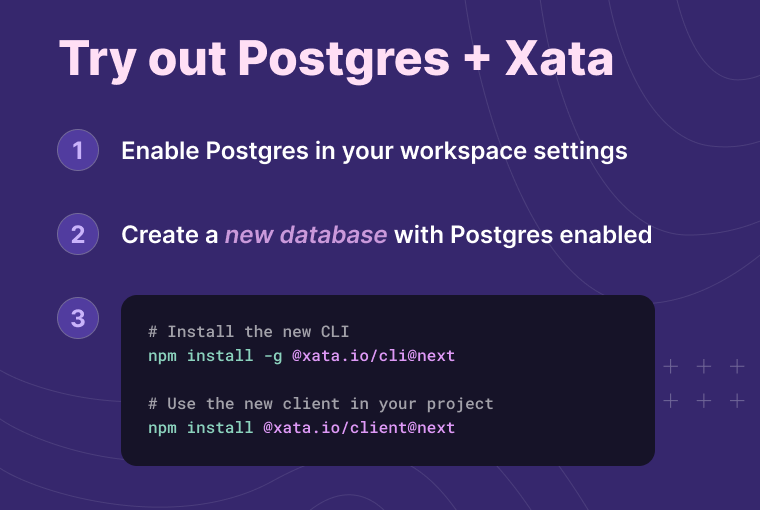 Try out Postgres + Xata
1 Enable Postgres in your workspace settings
2 Create a new database with Postgres enabled
3
# Install the new CLI
npm install -g @xata.io/cli@next
# Use the new client in your project
npm install @xata.io/client@next